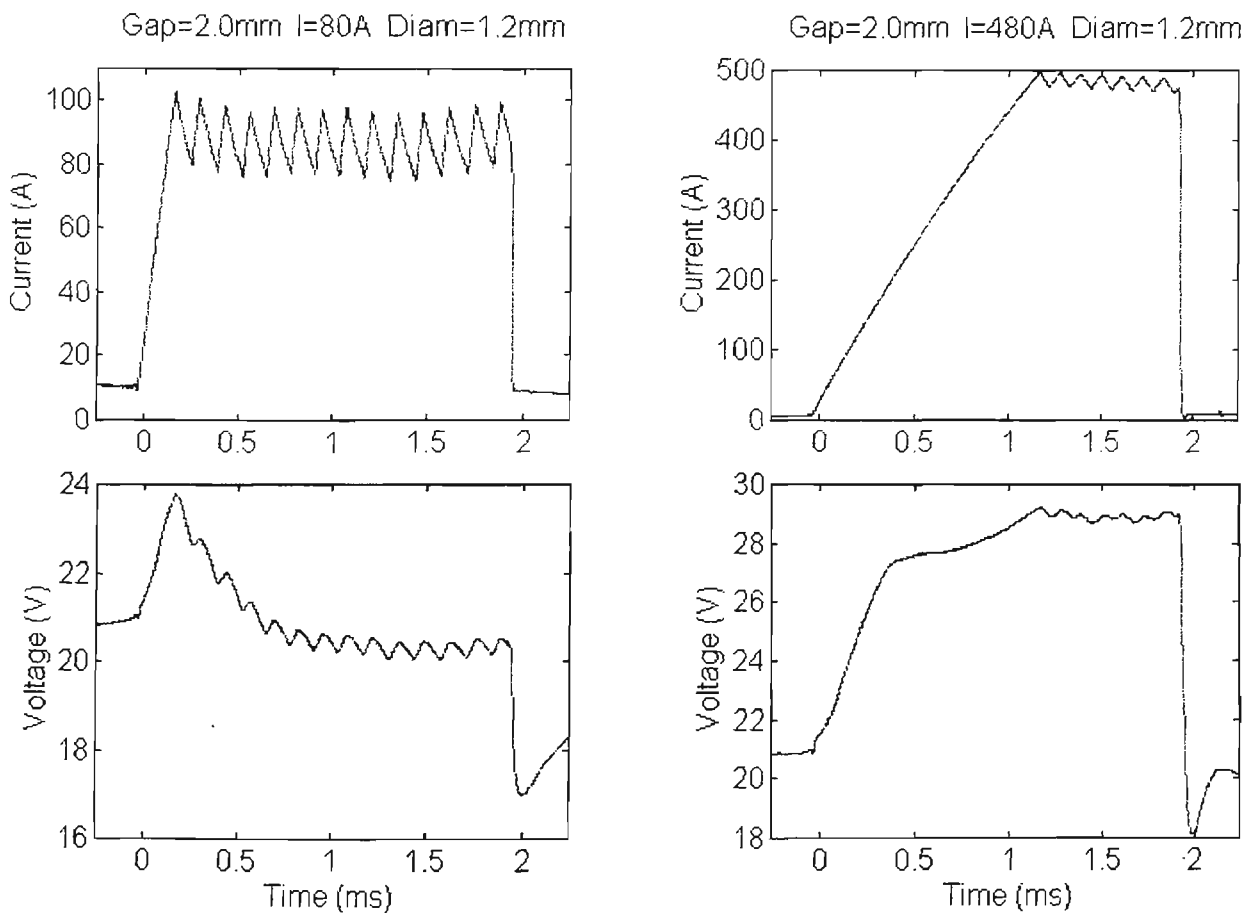 Gap=2.0mm I=80A Diam=1.2mm
100
80
60
40
20
0
Current (A)
0 0.5 1 1.5 2
24
22
20
18
16
Voltage (V)
0 0.5 1 1.5 2
Time (ms)
Gap=2.0mm I=480A Diam=1.2mm
500
400
300
200
100
0
Current (A)
0 0.5 1 1.5 2
30
28
26
24
22
20
18
Voltage (V)
0 0.5 1 1.5 2
Time (ms)